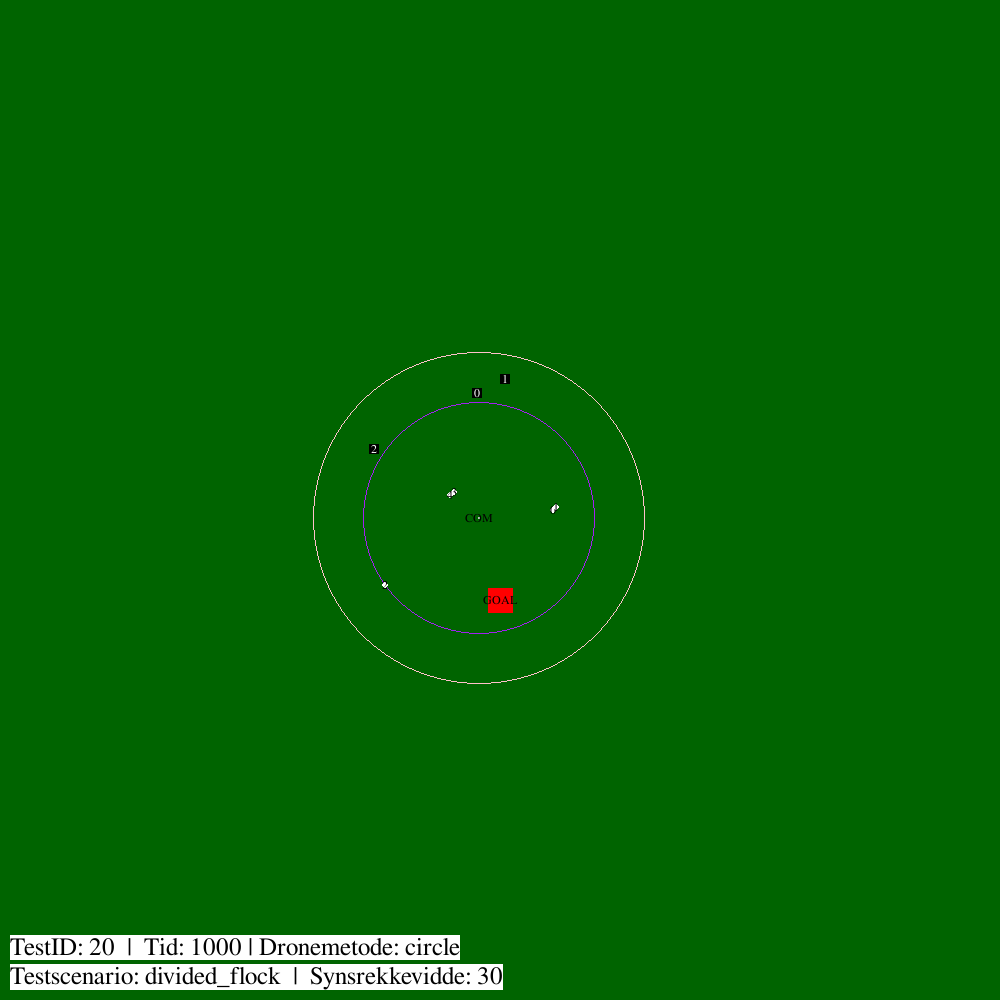 1
0
2
COM
GOAL
TestID: 20 | Tid: 1000 | Dronemetode: circle
Testscenario: divided_flock | Synsrekkevidde: 30